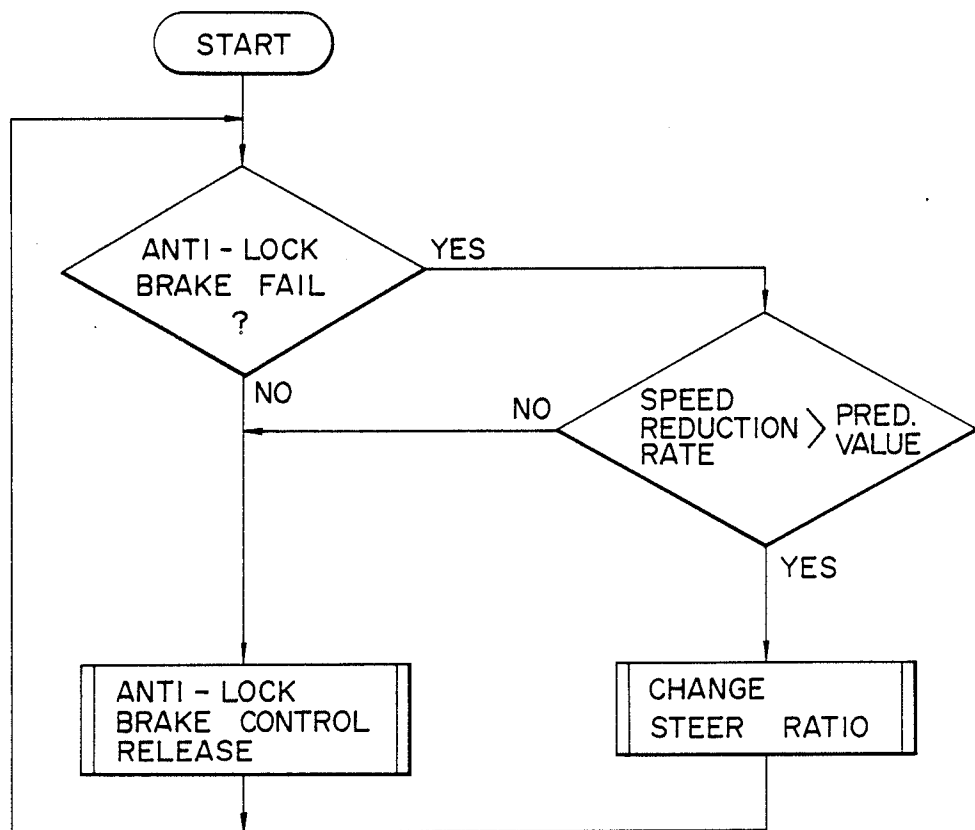 START
ANTI-LOCK
BRAKE FAIL
?
YES
NO
SPEED
REDUCTION
RATE
>
PRED.
VALUE
NO
YES
ANTI-LOCK
BRAKE CONTROL
RELEASE
CHANGE
STEER RATIO